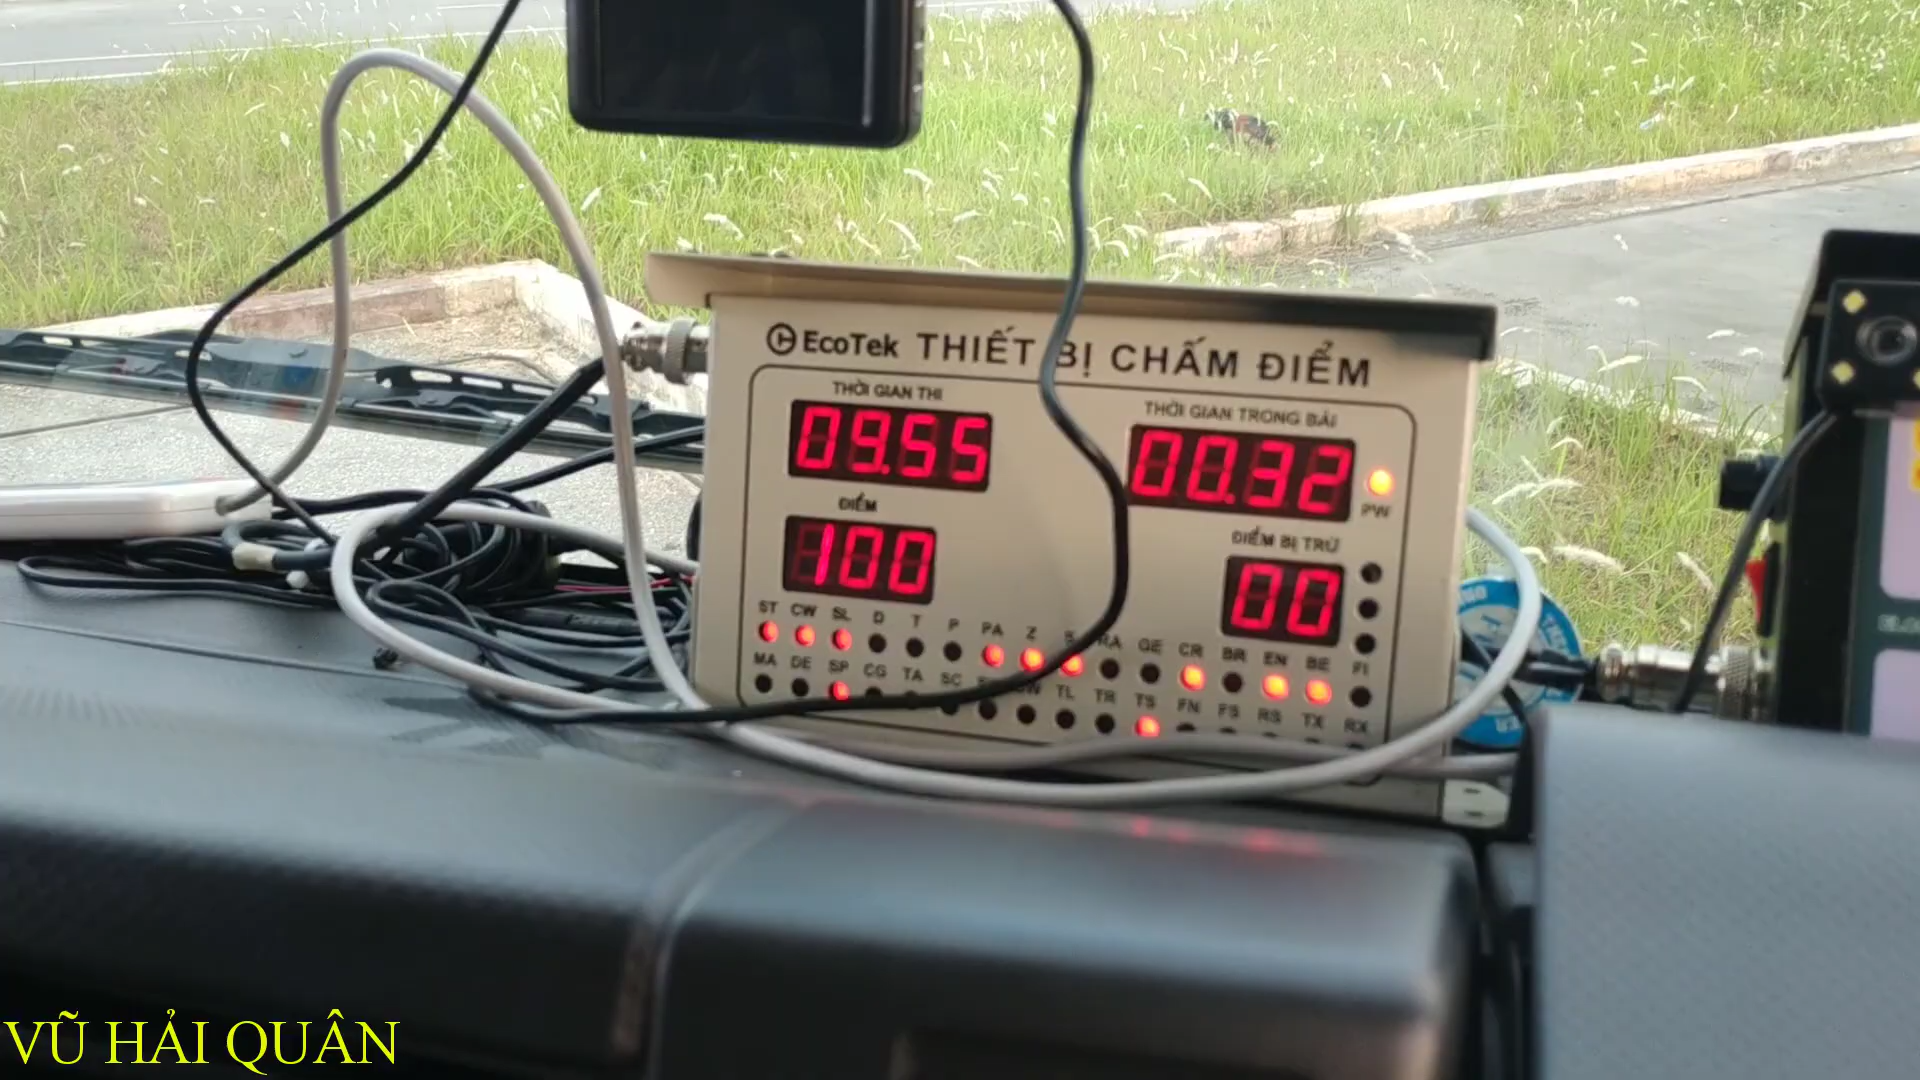 EcoTek THIẾT BỊ CHẤM ĐIỂM
THỜI GIAN THI
THỜI GIAN TRONG BÀI
09.55
00.32
PW
ĐIỂM
ĐIỂM BỊ TRỪ
100
00
ST CW SL D T P PA Z S RA GE CR BR EN BE FI
MA DE SP CG TA SC TL TR TS FN FS RS TX RX
VŨ HẢI QUÂN